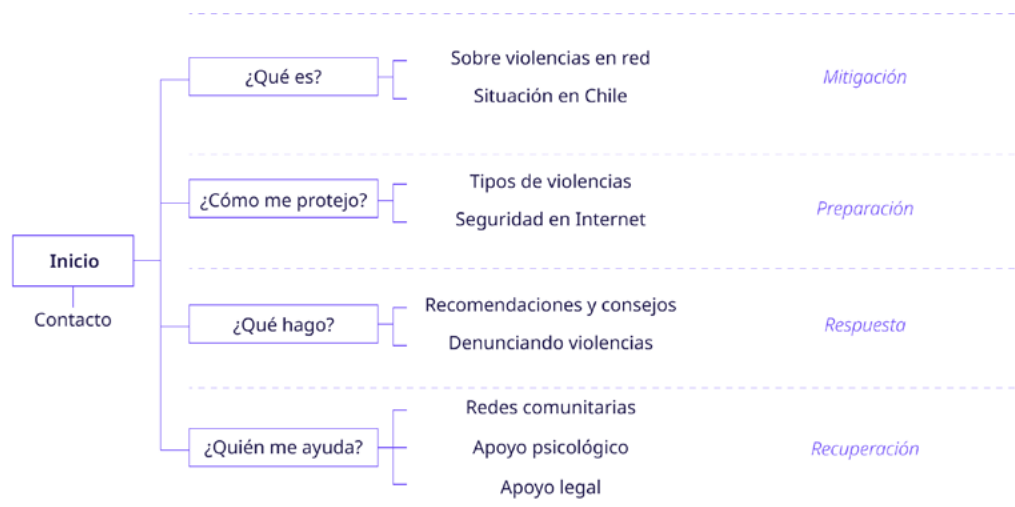 Sobre violencias en red
¿Qué es?
Mitigación
Situación en Chile
Tipos de violencias
¿Cómo me protejo?
Preparación
Seguridad en Internet
Inicio
Contacto
Recomendaciones y consejos
¿Qué hago?
Respuesta
Denunciando violencias
Redes comunitarias
¿Quién me ayuda?
Apoyo psicológico
Recuperación
Apoyo legal